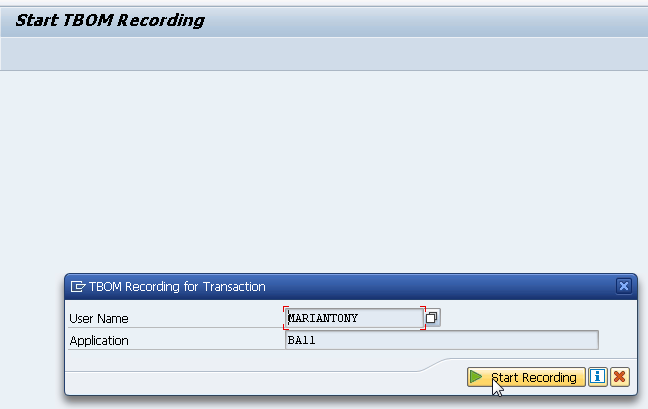 Start TBOM Recording
TBOM Recording for Transaction
User Name MARIANTONY
Application BA11
Start Recording